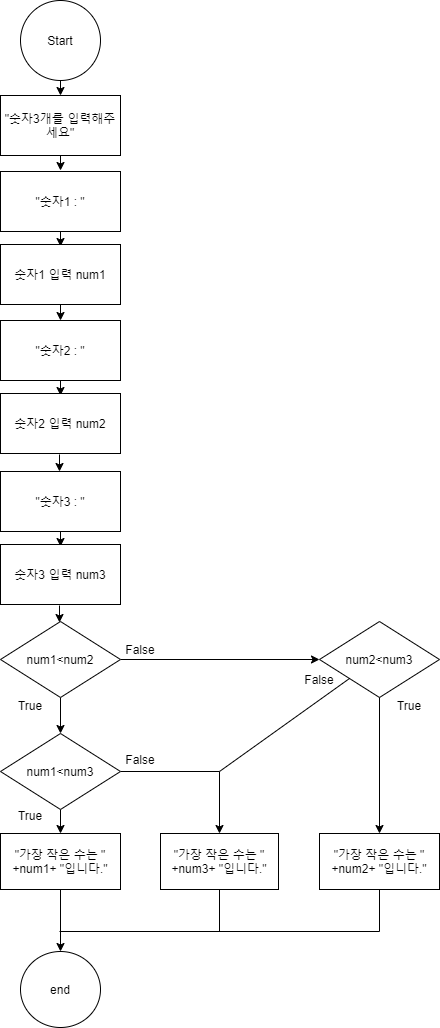 Start
"숫자3개를 입력해주
세요"
"숫자1 : "
숫자1 입력 num1
"숫자2 : "
숫자2 입력 num2
"숫자3 : "
숫자3 입력 num3
num1<num2
False
num2<num3
False
True
True
num1<num3
False
True
"가장 작은 수는 "
+num1+ "입니다."
"가장 작은 수는 "
+num3+ "입니다."
"가장 작은 수는 "
+num2+ "입니다."
end